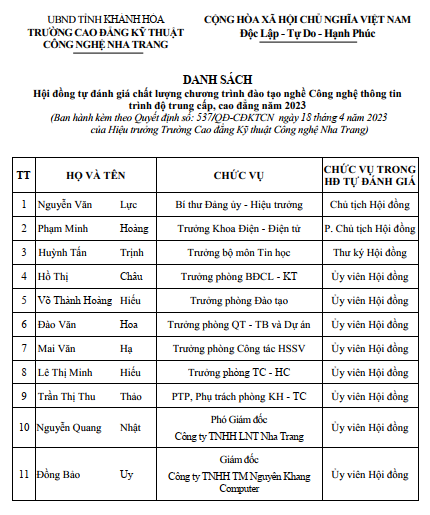 UBND TỈNH KHÁNH HÒA CỘNG HÒA XÃ HỘI CHỦ NGHĨA VIỆT NAM
TRƯỜNG CAO ĐẲNG KỸ THUẬT Độc Lập - Tự Do - Hạnh Phúc
CÔNG NGHỆ NHA TRANG
DANH SÁCH
Hội đồng tự đánh giá chất lượng chương trình đào tạo nghề Công nghệ thông tin
trình độ trung cấp, cao đẳng năm 2023
(Ban hành kèm theo Quyết định số: 537/QĐ-CĐKTCN ngày 18 tháng 4 năm 2023
của Hiệu trưởng Trường Cao đẳng Kỹ thuật Công nghệ Nha Trang)
TT HỌ VÀ TÊN CHỨC VỤ CHỨC VỤ TRONG
HĐ TỰ ĐÁNH GIÁ
1 Nguyễn Văn Lực Bí thư Đảng ủy - Hiệu trưởng Chủ tịch Hội đồng
2 Phạm Minh Hoàng Trưởng Khoa Điện - Điện tử P. Chủ tịch Hội đồng
3 Huỳnh Tấn Trịnh Trưởng bộ môn Tin học Thư ký Hội đồng
4 Hồ Thị Châu Trưởng phòng BĐCL - KT Ủy viên Hội đồng
5 Võ Thành Hoàng Hiếu Trưởng phòng Đào tạo Ủy viên Hội đồng
6 Đào Văn Hoa Trưởng phòng QT - TB và Dự án Ủy viên Hội đồng
7 Mai Văn Hạ Trưởng phòng Công tác HSSV Ủy viên Hội đồng
8 Lê Thị Minh Hiếu Trưởng phòng TC - HC Ủy viên Hội đồng
9 Trần Thị Thu Thảo PTP, Phụ trách phòng KH - TC Ủy viên Hội đồng
10 Nguyễn Quang Nhật Phó Giám đốc
Công ty TNHH LNT Nha Trang Ủy viên Hội đồng
11 Đồng Bảo Uy Giám đốc
Công ty TNHH TM Nguyên Khang
Computer Ủy viên Hội đồng